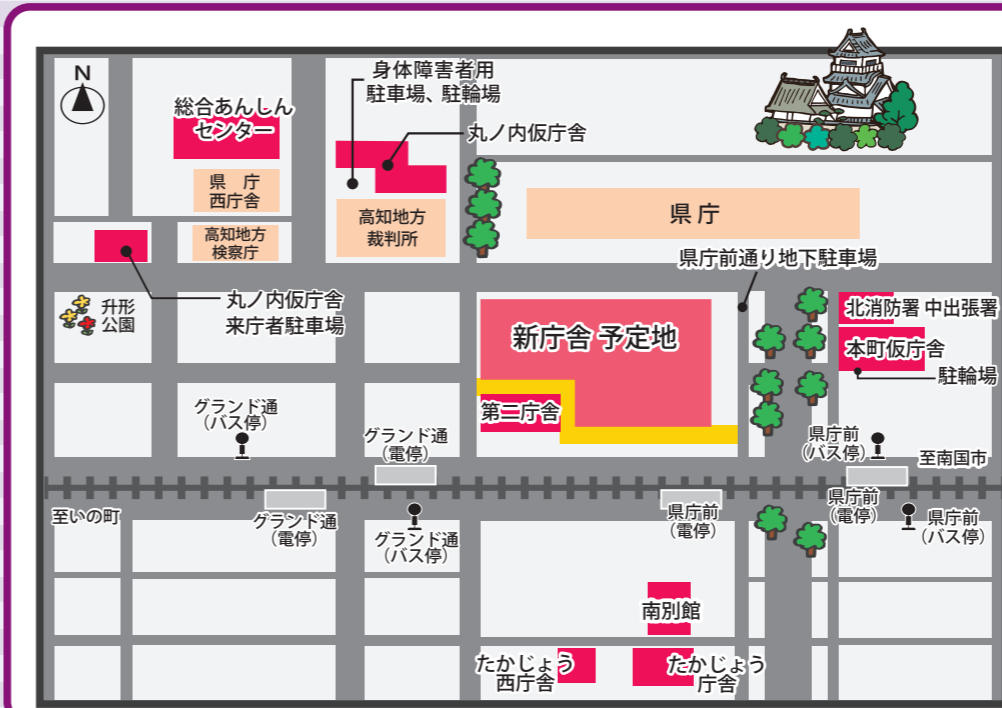 N
総合あんしん
センター
身体障害者用
駐車場、駐輪場
丸ノ内仮庁舎
県 庁
西庁舎
高知地方
検察庁
高知地方
裁判所
県 庁
県庁前通り地下駐車場
丸ノ内仮庁舎
来庁者駐車場
升形
公園
新庁舎 予定地
第二庁舎
北消防署 中出張署
本町仮庁舎
駐輪場
グランド通
(バス停)
グランド通
(電停)
県庁前
(バス停)
至南国市
至いの町
グランド通
(電停)
グランド通
(バス停)
県庁前
(電停)
県庁前
(電停)
県庁前
(バス停)
南別館
たかじょう
西庁舎
たかじょう
庁舎